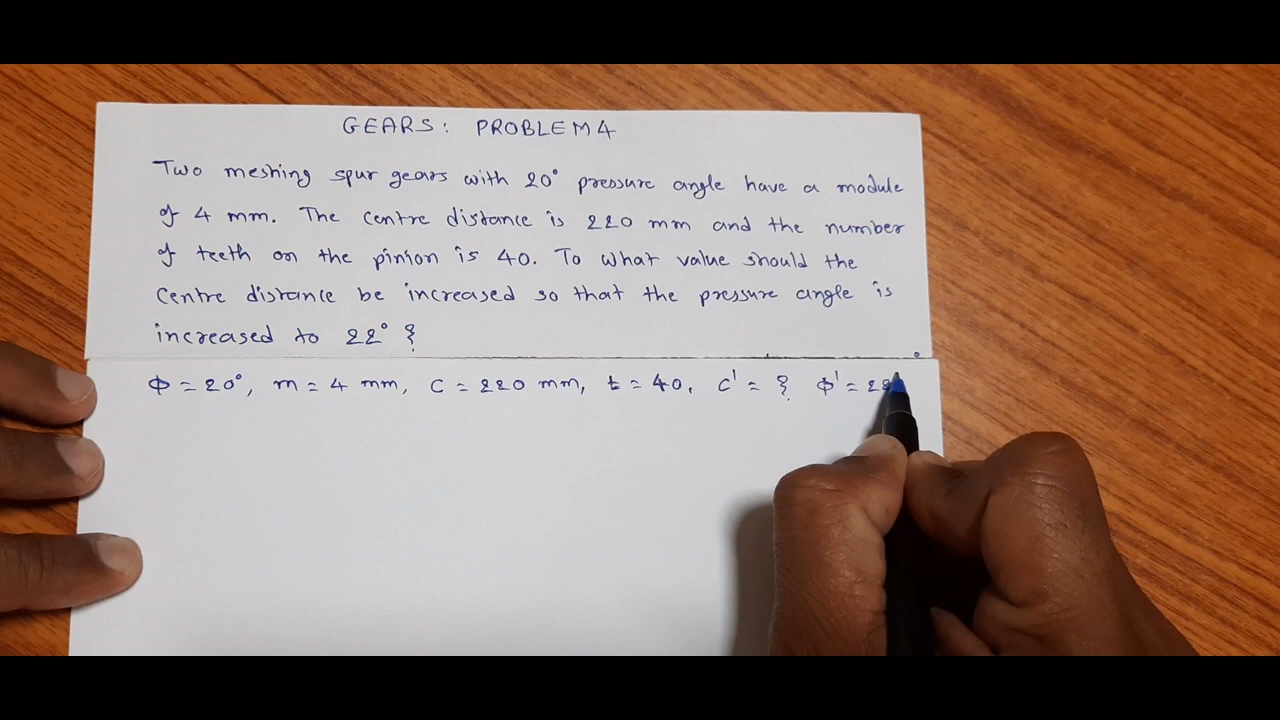 GEARS: PROBLEM 4
Two meshing spur gears with 20° pressure angle have a module
of 4 mm. The centre distance is 220 mm and the number
of teeth on the pinion is 40. To what value should the
centre distance be increased so that the pressure angle is
increased to 22° ?
Φ = 20°, m = 4 mm, C = 220 mm, t = 40, C' = ? Φ' = 22